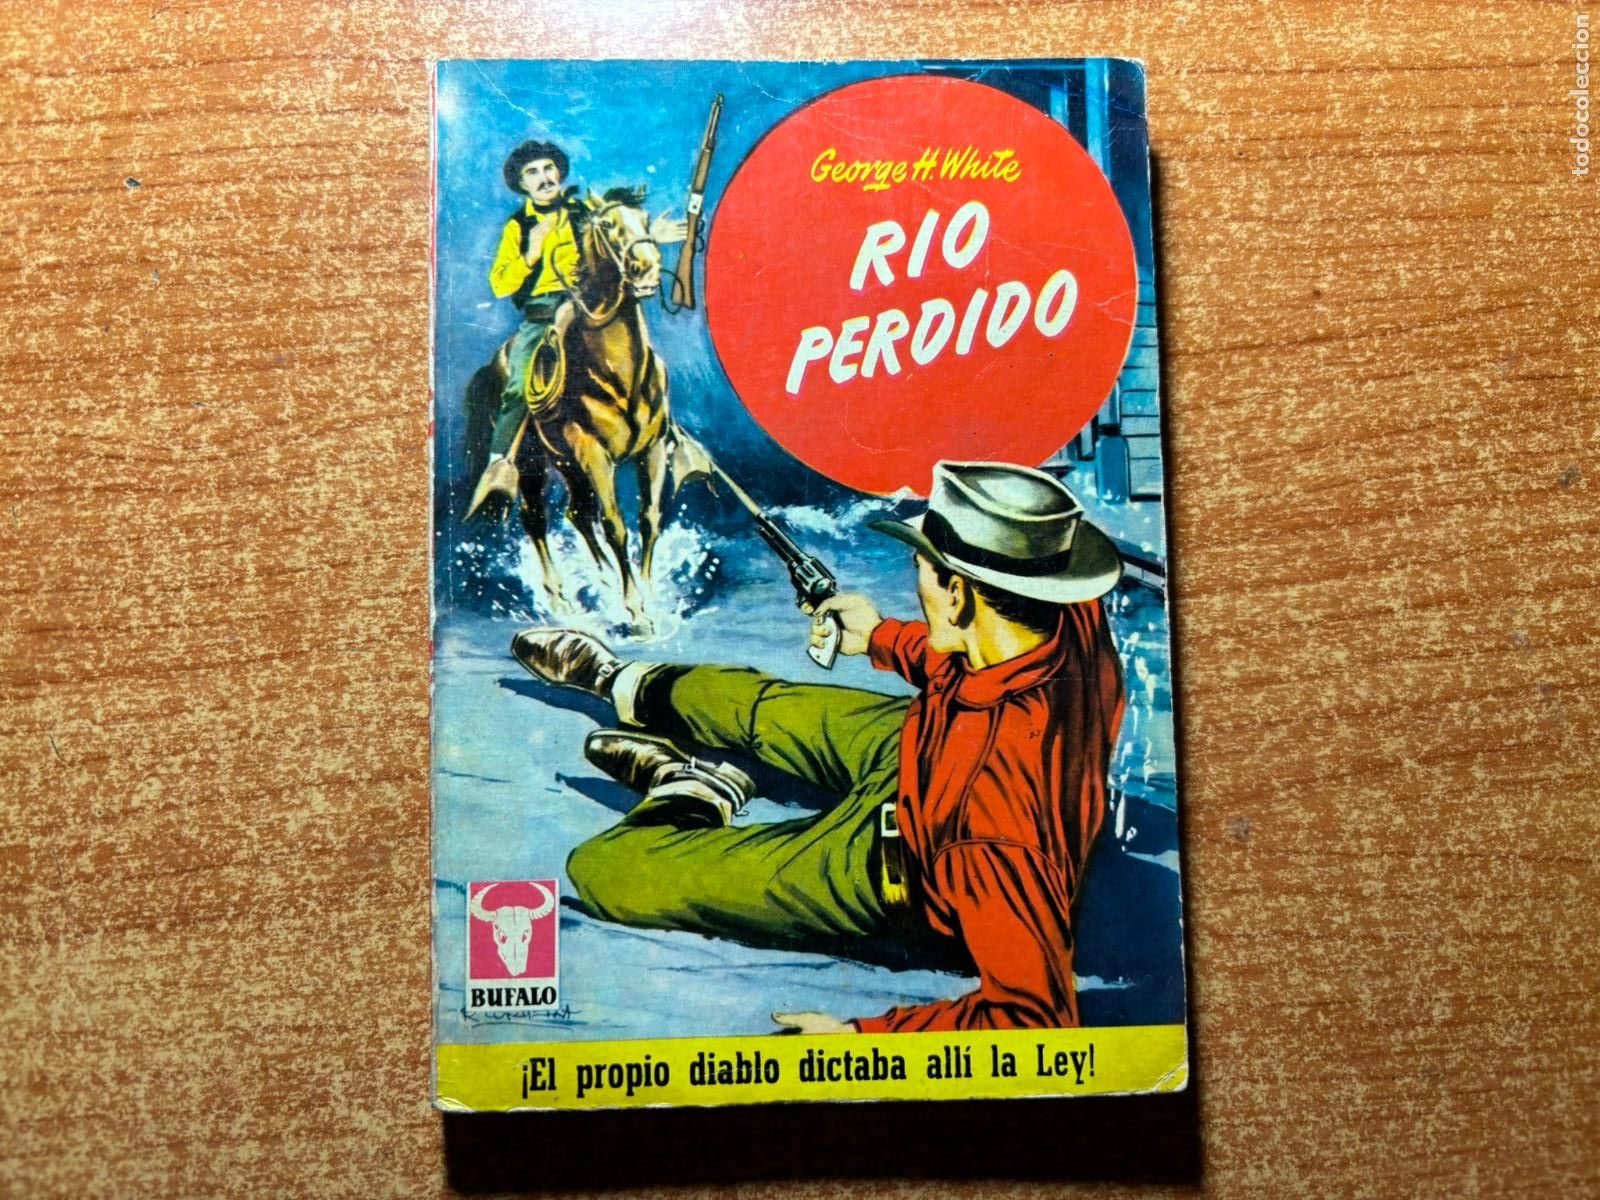 George H. White
RIO
PERDIDO
BUFALO
¡El propio diablo dictaba allí la Ley!
todocoleccion